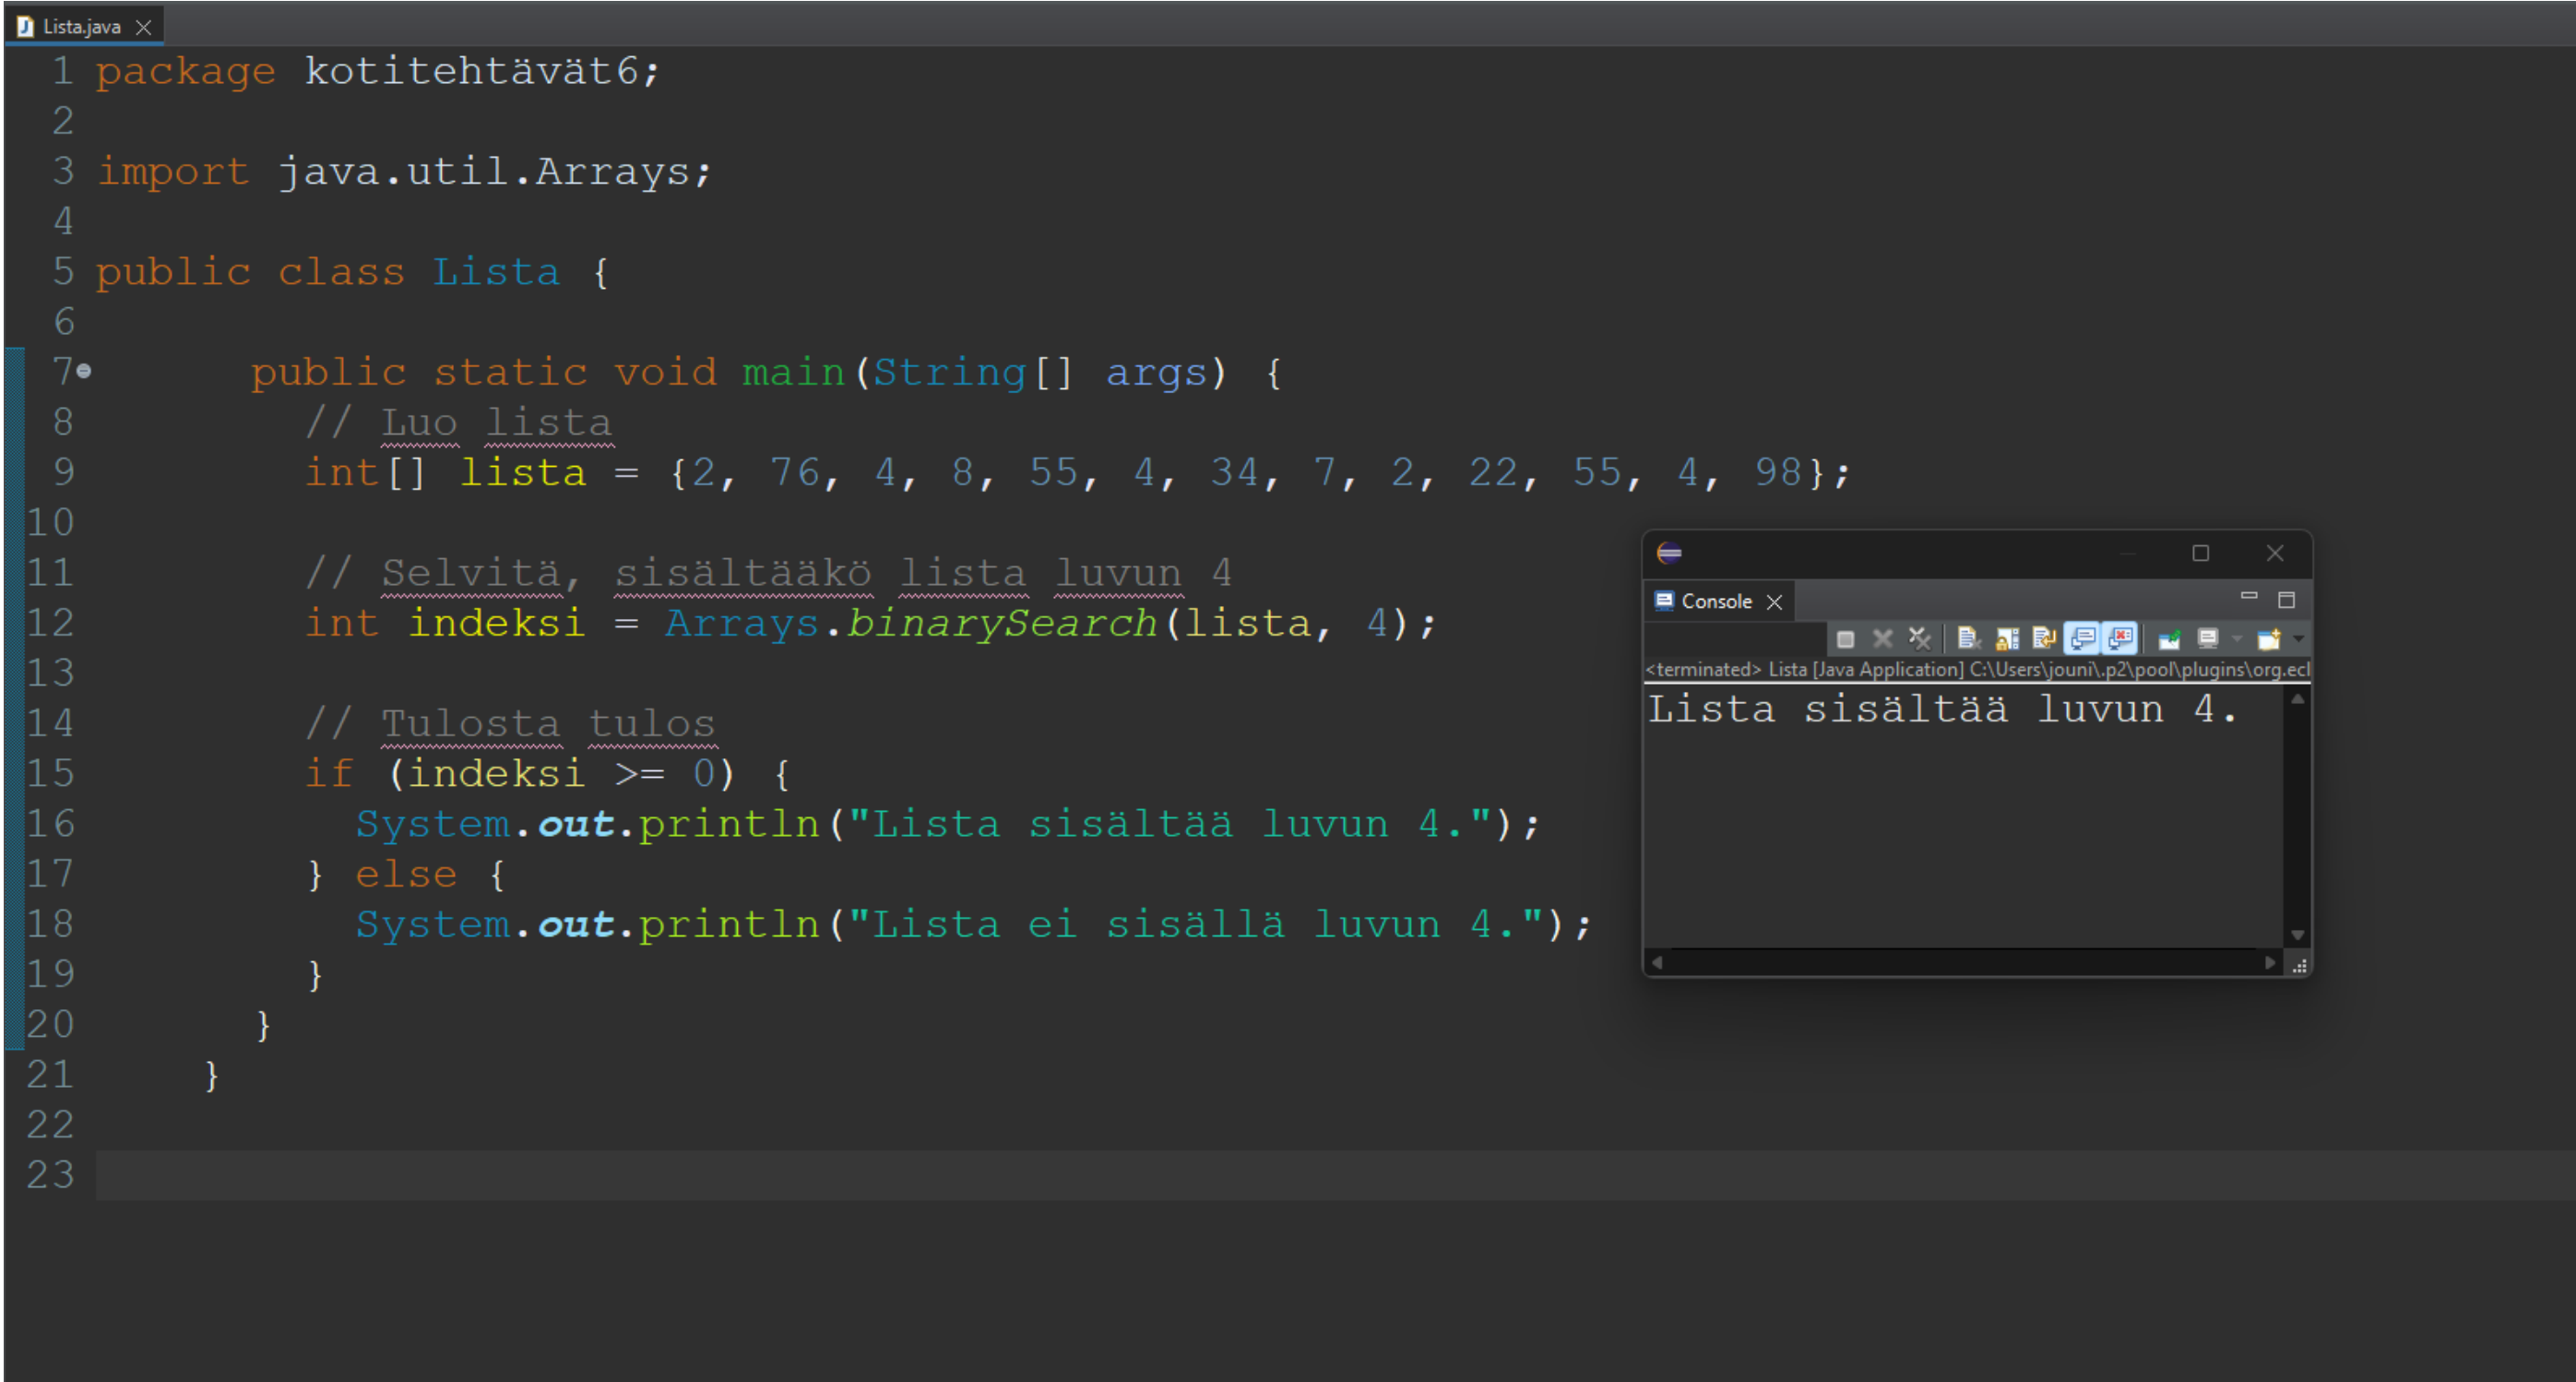 Lista.java
1 package kotitehtävät6;
2
3 import java.util.Arrays;
4
5 public class Lista {
6
7 public static void main(String[] args) {
8 // Luo lista
9 int[] lista = {2, 76, 4, 8, 55, 4, 34, 7, 2, 22, 55, 4, 98};
10
11 // Selvitä, sisältääkö lista luvun 4
12 int indeksi = Arrays.binarySearch(lista, 4);
13
14 // Tulosta tulos
15 if (indeksi >= 0) {
16 System.out.println("Lista sisältää luvun 4.");
17 } else {
18 System.out.println("Lista ei sisällä luvun 4.");
19 }
20 }
21 }
22
23
Console
<terminated> Lista [Java Application] C:\Users\jouni\.p2\pool\plugins\org.ecl
Lista sisältää luvun 4.